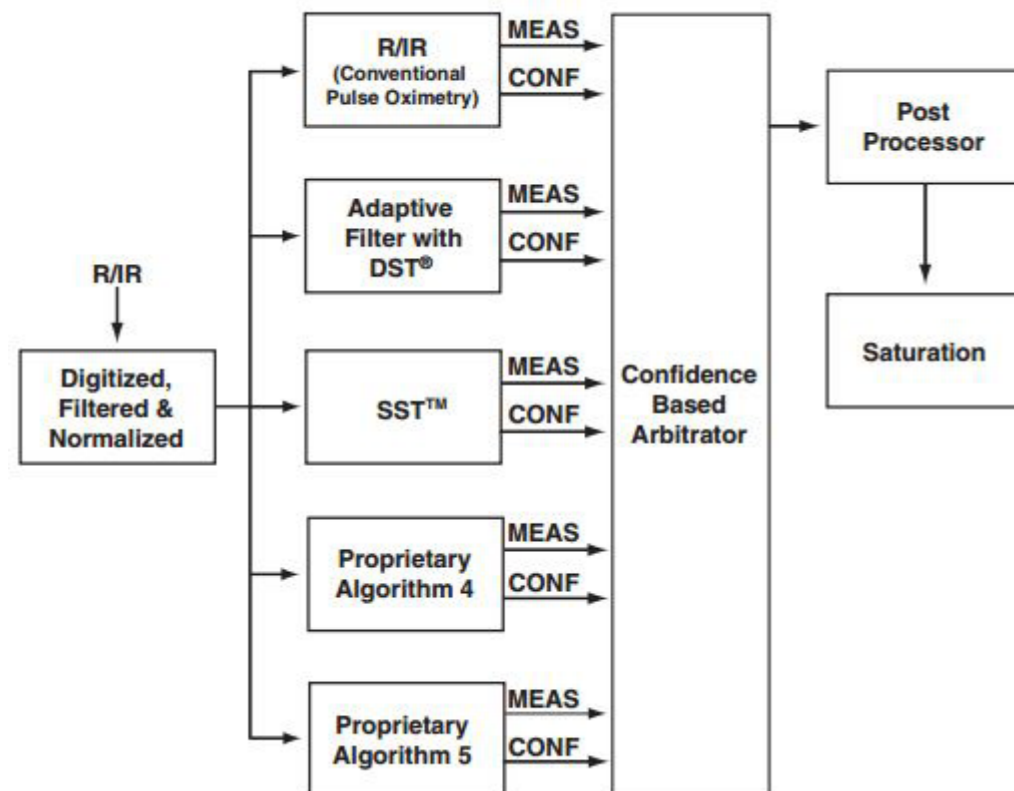 R/IR
Digitized,
Filtered &
Normalized
R/IR
(Conventional
Pulse Oximetry)
MEAS
CONF
Adaptive
Filter with
DST®
MEAS
CONF
SST™
MEAS
CONF
Proprietary
Algorithm 4
MEAS
CONF
Proprietary
Algorithm 5
MEAS
CONF
Confidence
Based
Arbitrator
Post
Processor
Saturation